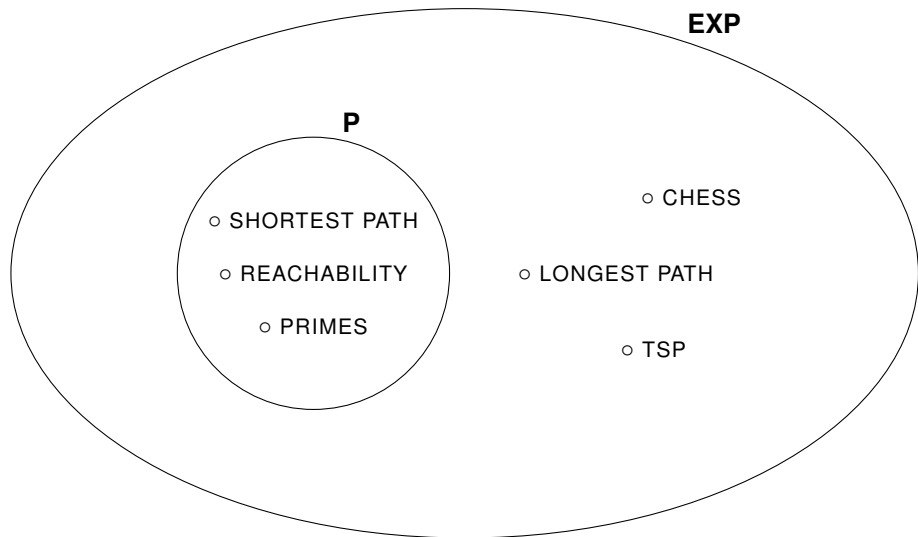 EXP
P
CHESS
SHORTEST PATH
REACHABILITY
LONGEST PATH
PRIMES
TSP